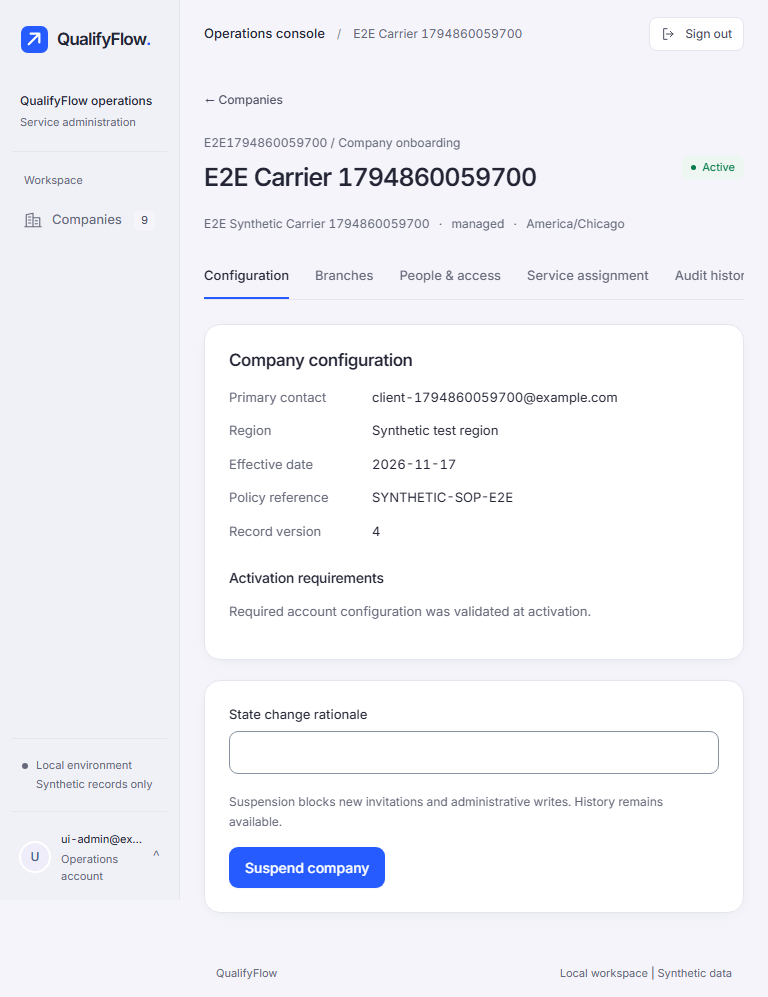 QualifyFlow.
QualifyFlow operations
Service administration
Workspace
Companies 9
Local environment
Synthetic records only
U
ui-admin@ex...
Operations
account
^
Operations console / E2E Carrier 1794860059700
Sign out
← Companies
E2E1794860059700 / Company onboarding
E2E Carrier 1794860059700
Active
E2E Synthetic Carrier 1794860059700 · managed · America/Chicago
Configuration Branches People & access Service assignment Audit histor
Company configuration
Primary contact client-1794860059700@example.com
Region Synthetic test region
Effective date 2026-11-17
Policy reference SYNTHETIC-SOP-E2E
Record version 4
Activation requirements
Required account configuration was validated at activation.
State change rationale
Suspension blocks new invitations and administrative writes. History remains
available.
Suspend company
QualifyFlow
Local workspace | Synthetic data